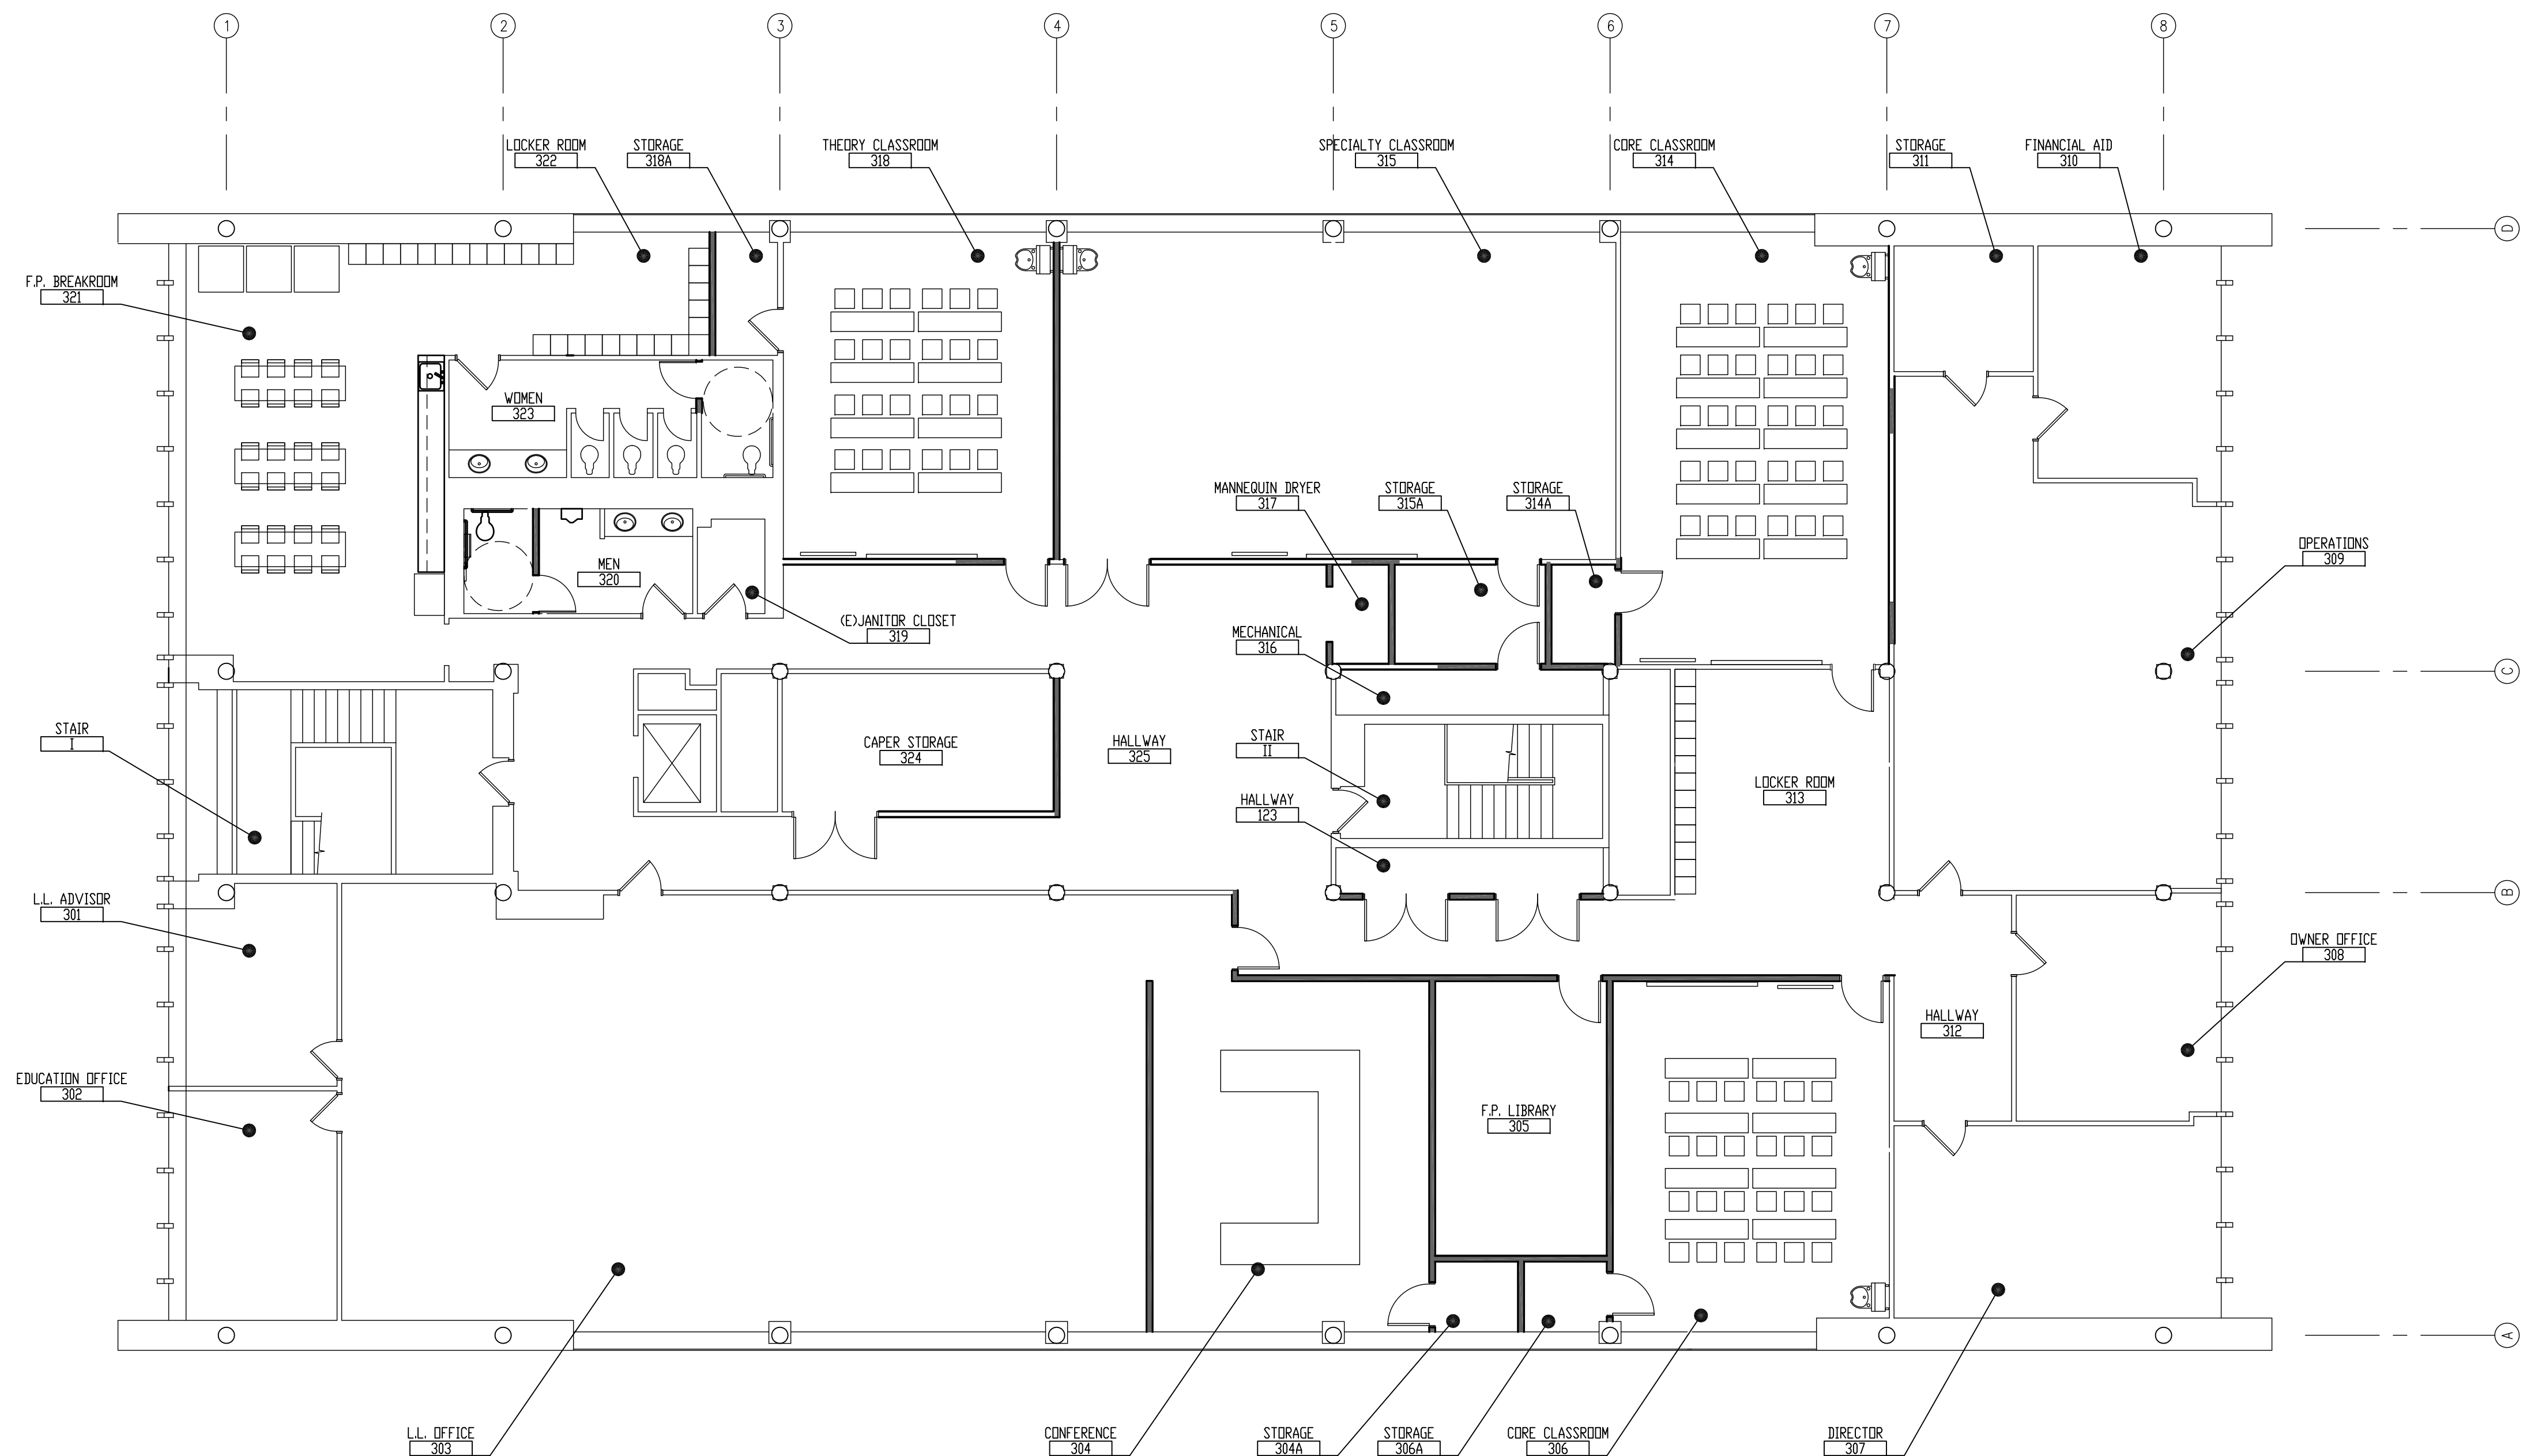 1
2
3
4
5
6
7
8
LOCKER ROOM
322
STORAGE
318A
THEORY CLASSROOM
318
SPECIALTY CLASSROOM
315
CORE CLASSROOM
314
STORAGE
311
FINANCIAL AID
310
D
F.P. BREAKROOM
321
WOMEN
323
MANNEQUIN DRYER
317
STORAGE
315A
STORAGE
314A
OPERATIONS
309
MEN
320
(E)JANITOR CLOSET
319
MECHANICAL
316
C
STAIR
I
CAPER STORAGE
324
HALLWAY
325
STAIR
II
LOCKER ROOM
313
HALLWAY
123
B
L.L. ADVISOR
301
OWNER OFFICE
308
HALLWAY
312
EDUCATION OFFICE
302
F.P. LIBRARY
305
A
L.L. OFFICE
303
CONFERENCE
304
STORAGE
304A
STORAGE
306A
CORE CLASSROOM
306
DIRECTOR
307